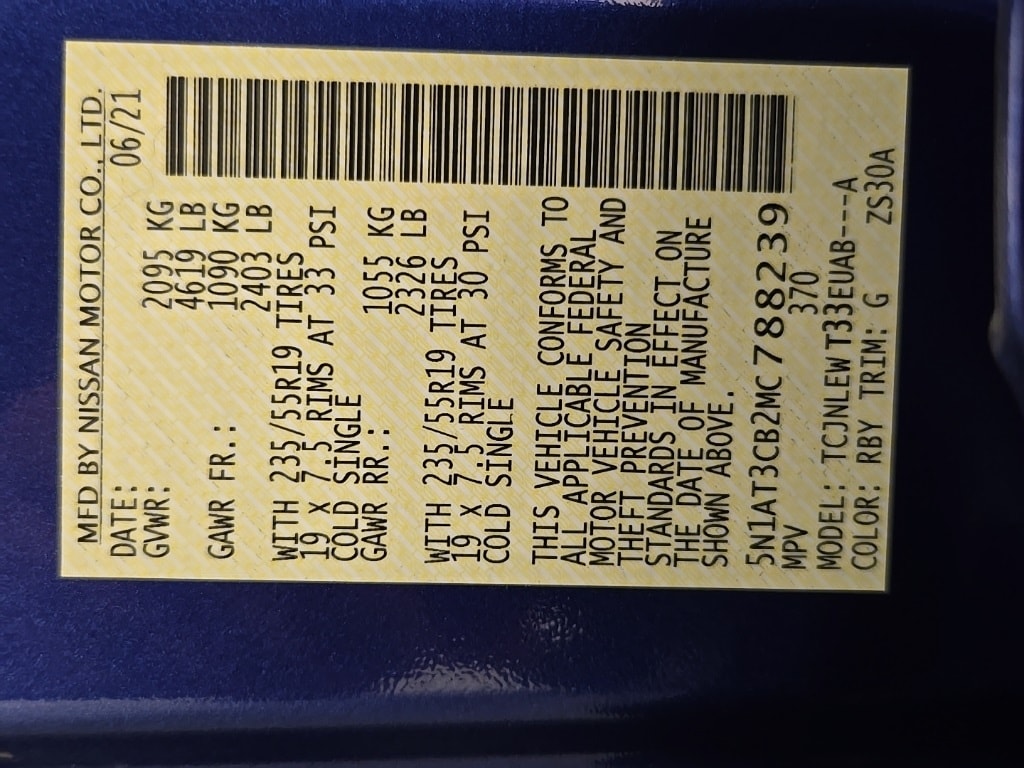 MFD BY NISSAN MOTOR CO., LTD.
DATE: 06/21
GVWR: 2095 KG
4619 LB
GAWR FR.: 1090 KG
2403 LB
WITH 235/55R19 TIRES
19 X 7.5 RIMS AT 33 PSI
COLD SINGLE
GAWR RR.: 1055 KG
2326 LB
WITH 235/55R19 TIRES
19 X 7.5 RIMS AT 30 PSI
COLD SINGLE
THIS VEHICLE CONFORMS TO
ALL APPLICABLE FEDERAL
MOTOR VEHICLE SAFETY AND
THEFT PREVENTION
STANDARDS IN EFFECT ON
THE DATE OF MANUFACTURE
SHOWN ABOVE.
5N1AT3CB2MC788239
MPV 370
MODEL: TCJNLEWT33EUAB---A
COLOR: RBY TRIM: G ZS30A